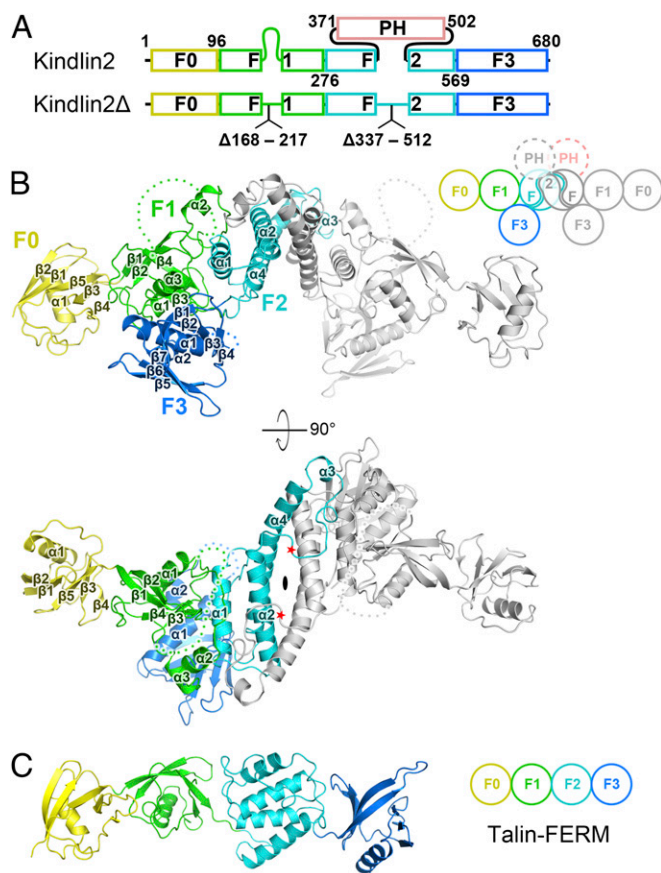 A
371 PH 502
1 96 680
Kindlin2 F0 F 1 F 2 F3
276 569
Kindlin2Δ F0 F 1 F 2 F3
Δ168 – 217 Δ337 – 512
B
PH PH
F0 F1 F 2 F F1 F0
F3 F3
F1 α2
F0
α2 α3
β2 β1 β5 β3 α1 β4
β1 β2 β4 α3 α1 β3
α1 α4
F2
β1 β2 α1 β3 β4
β7 α2 β6 β5
F3
90°
α3
α4
α1
β2 β1 β5 β3 β4
β2 α2 β1 β4 β3 α1
α1 α2
α2
α3
C
F0 F1 F2 F3
Talin-FERM